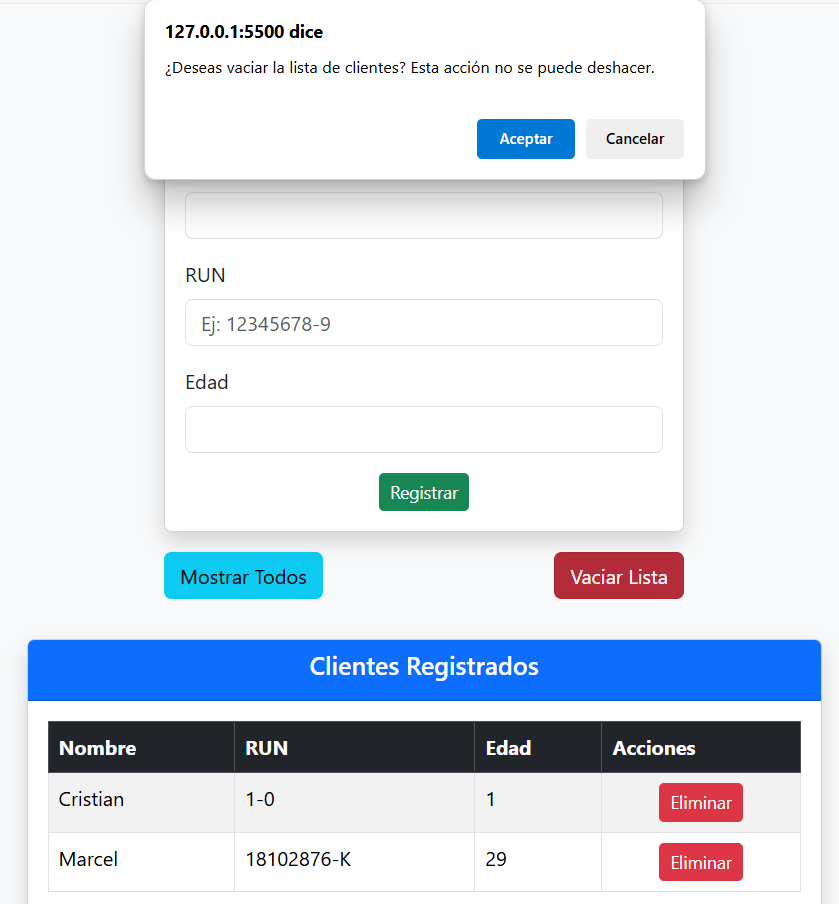 127.0.0.1:5500 dice
¿Deseas vaciar la lista de clientes? Esta acción no se puede deshacer.
Aceptar Cancelar
RUN
Ej: 12345678-9
Edad
Registrar
Mostrar Todos Vaciar Lista
Clientes Registrados
Nombre RUN Edad Acciones
Cristian 1-0 1 Eliminar
Marcel 18102876-K 29 Eliminar